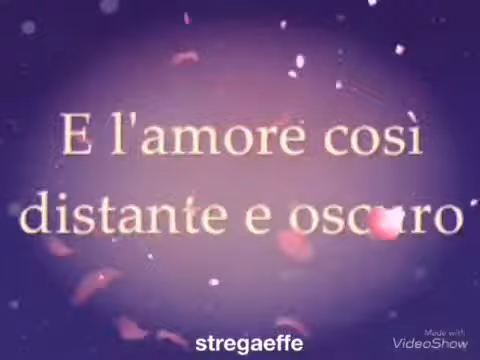 E l'amore così
distante e oscuro
stregaeffe
Made with
VideoShow